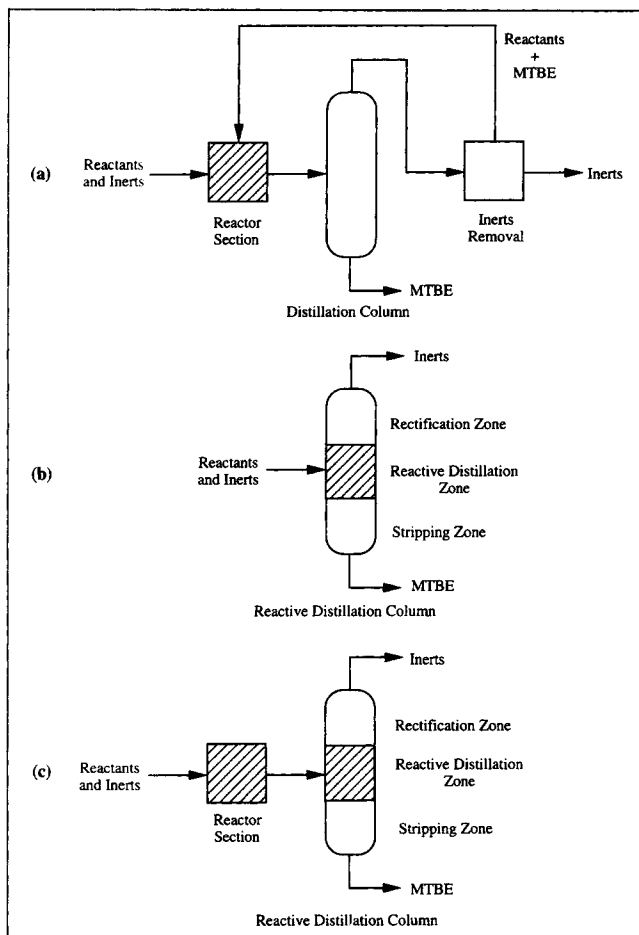 Reactants
+
MTBE
(a)
Reactants
and Inerts
Inerts
Reactor
Section
Inerts
Removal
MTBE
Distillation Column
Inerts
Rectification Zone
(b)
Reactants
and Inerts
Reactive Distillation
Zone
Stripping Zone
MTBE
Reactive Distillation Column
Inerts
Rectification Zone
(c)
Reactants
and Inerts
Reactive Distillation
Zone
Reactor
Section
Stripping Zone
MTBE
Reactive Distillation Column